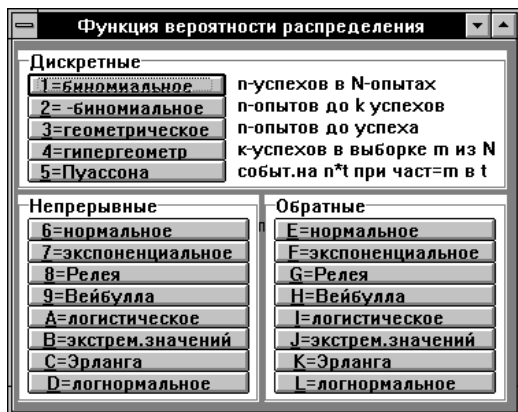 Функция вероятности распределения
Дискретные
1=биномиальное n-успехов в N-опытах
2= -биномиальное n-опытов до k успехов
3=геометрическое n-опытов до успеха
4=гипергеометр к-успехов в выборке m из N
5=Пуассона событ.на n*t при част=m в t
Непрерывные
6=нормальное
7=экспоненциальное
8=Релея
9=Вейбулла
A=логистическое
B=экстрем.значений
C=Эрланга
D=логнормальное
п
Обратные
E=нормальное
F=экспоненциальное
G=Релея
H=Вейбулла
I=логистическое
J=экстрем.значений
K=Эрланга
L=логнормальное